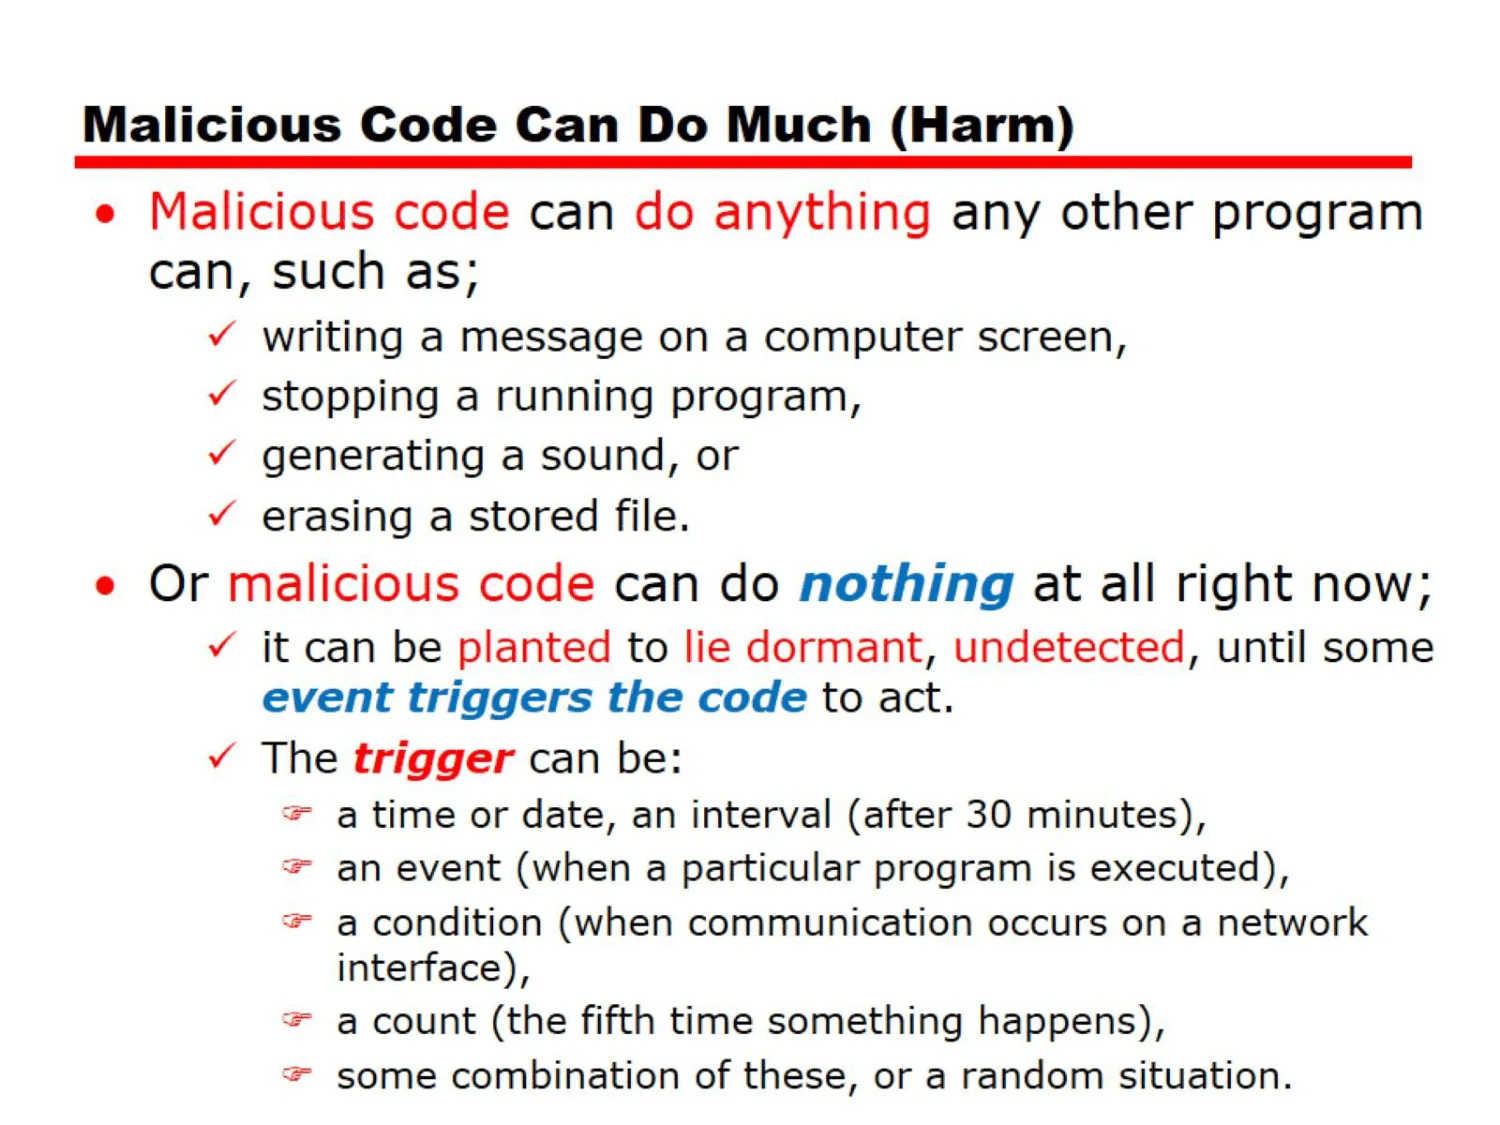 Malicious Code Can Do Much (Harm)
• Malicious code can do anything any other program
can, such as;
✓ writing a message on a computer screen,
✓ stopping a running program,
✓ generating a sound, or
✓ erasing a stored file.
• Or malicious code can do nothing at all right now;
✓ it can be planted to lie dormant, undetected, until some
event triggers the code to act.
✓ The trigger can be:
☞ a time or date, an interval (after 30 minutes),
☞ an event (when a particular program is executed),
☞ a condition (when communication occurs on a network
interface),
☞ a count (the fifth time something happens),
☞ some combination of these, or a random situation.